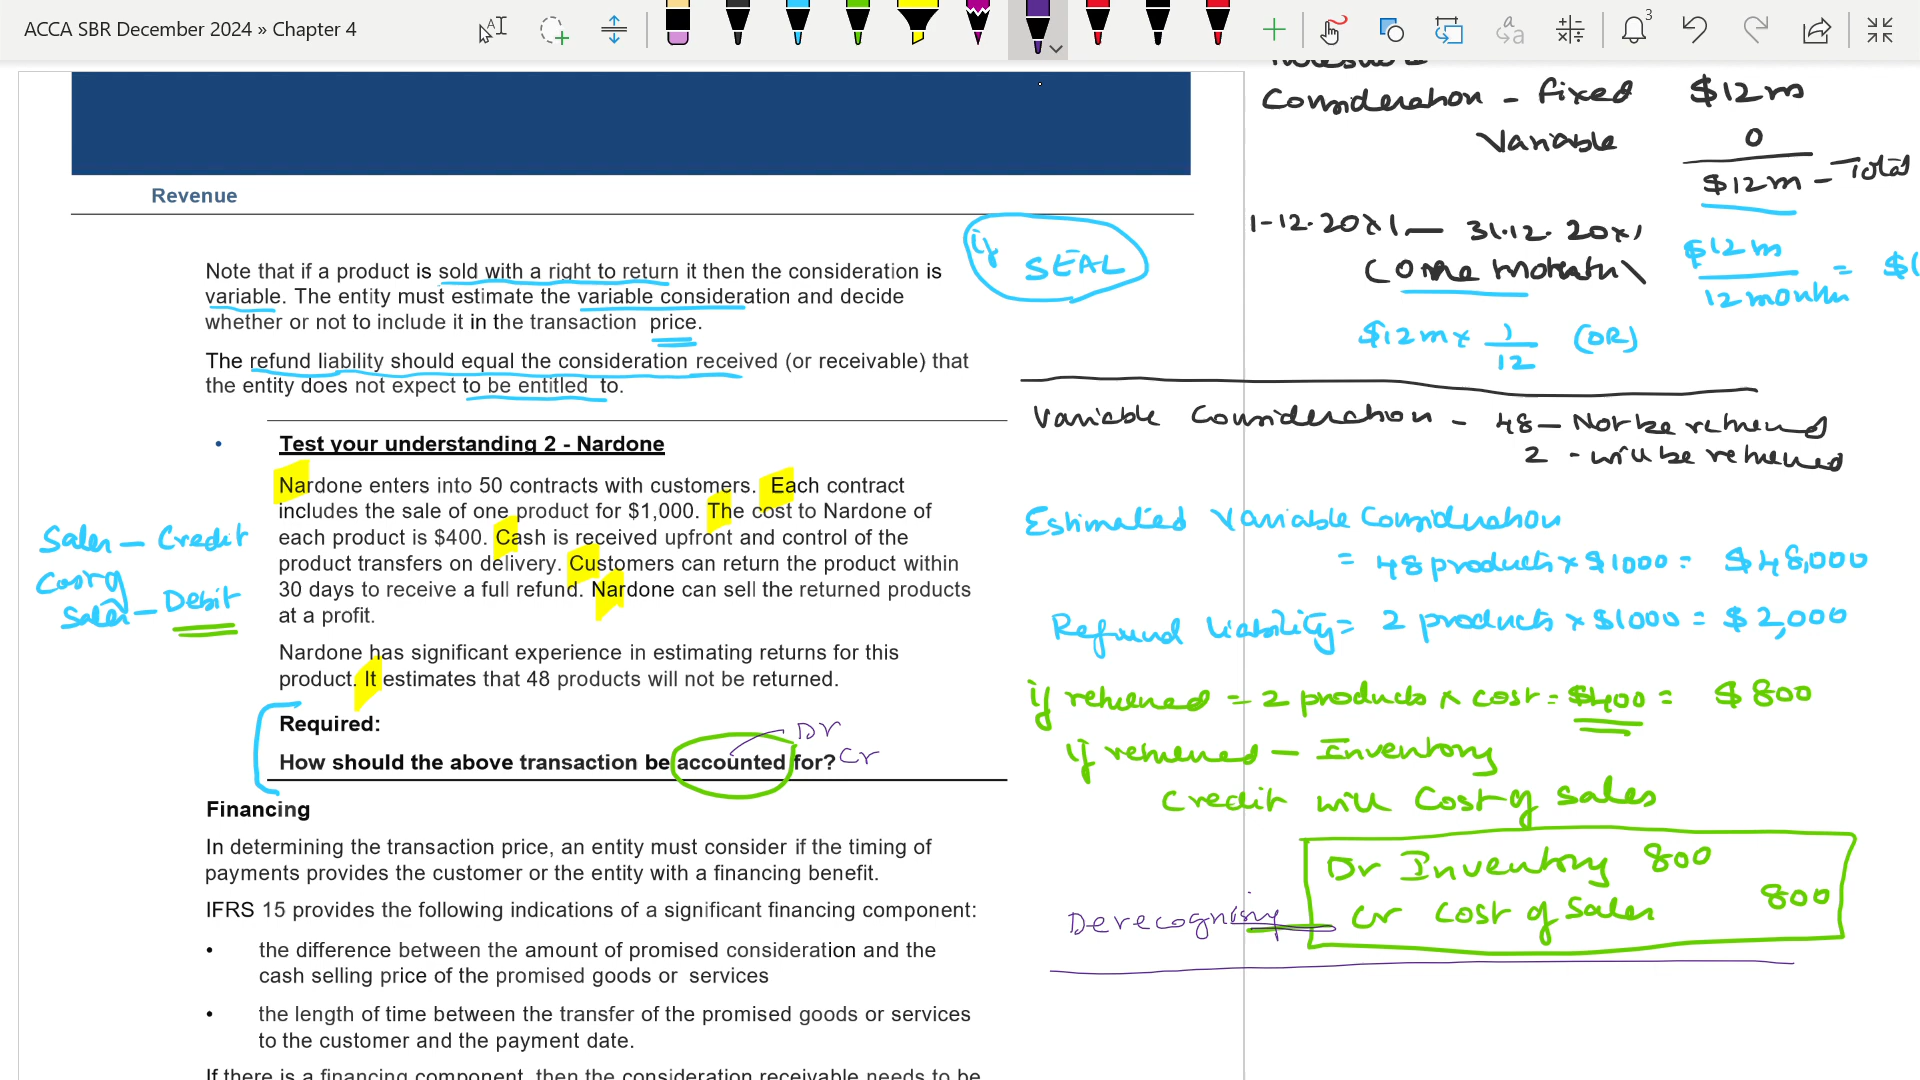 ACCA SBR December 2024 » Chapter 4
3
Revenue
Note that if a product is sold with a right to return it then the consideration is
variable. The entity must estimate the variable consideration and decide
whether or not to include it in the transaction price.
The refund liability should equal the consideration received (or receivable) that
the entity does not expect to be entitled to.
if SEAL
• Test your understanding 2 - Nardone
Nardone enters into 50 contracts with customers. Each contract
includes the sale of one product for $1,000. The cost to Nardone of
each product is $400. Cash is received upfront and control of the
product transfers on delivery. Customers can return the product within
30 days to receive a full refund. Nardone can sell the returned products
at a profit.
Nardone has significant experience in estimating returns for this
product. It estimates that 48 products will not be returned.
Required:
How should the above transaction be accounted for?
Dr
Cr
Sales - Credit
Cost of
Sales - Debit
Financing
In determining the transaction price, an entity must consider if the timing of
payments provides the customer or the entity with a financing benefit.
IFRS 15 provides the following indications of a significant financing component:
• the difference between the amount of promised consideration and the
cash selling price of the promised goods or services
• the length of time between the transfer of the promised goods or services
to the customer and the payment date.
If there is a financing component, then the consideration receivable needs to be
Consideration - fixed $12m
Variable 0
$12m - Total
1-12-20X1 - 31.12.20X1
$12m
12 months =
$12m x 1/12 (OR)
Variable Consideration - 48 - Not be returned
2 - will be returned
Estimated Variable Consideration
= 48 products x $1000 = $48,000
Refund liability = 2 products x $1000 = $2,000
if returned = 2 products x cost = $400 = $800
if returned - Inventory
Credit will Cost of Sales
Dr Inventory 800
Cr Cost of Sales 800
Derecognising